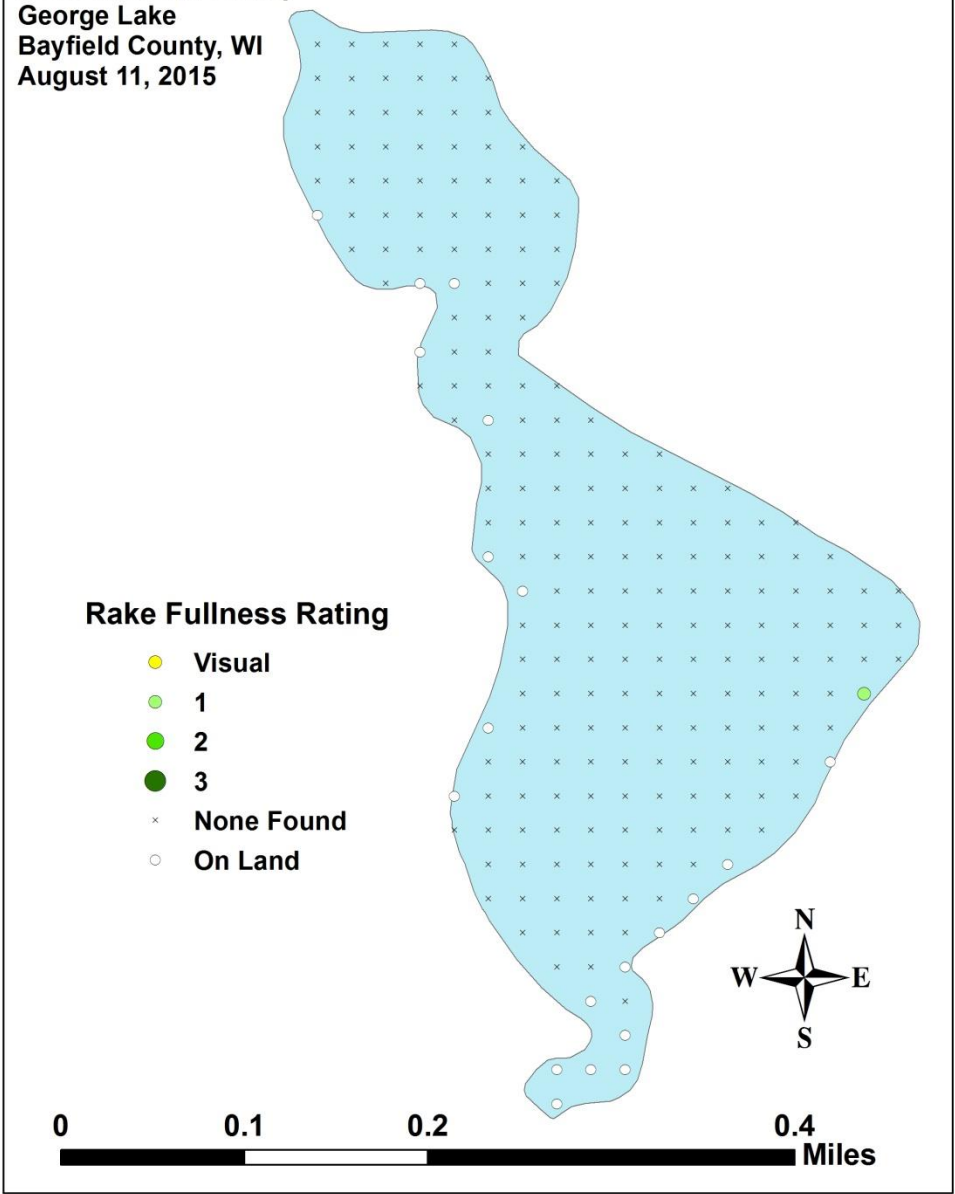 George Lake
Bayfield County, WI
August 11, 2015
Rake Fullness Rating
Visual
1
2
3
None Found
On Land
N
W E
S
0 0.1 0.2 0.4
Miles